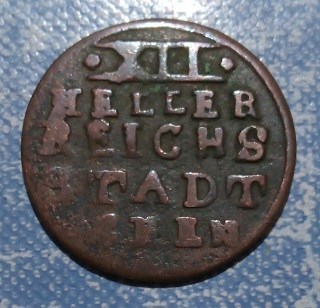 ·XII·
HELLER
REICHS
STADT